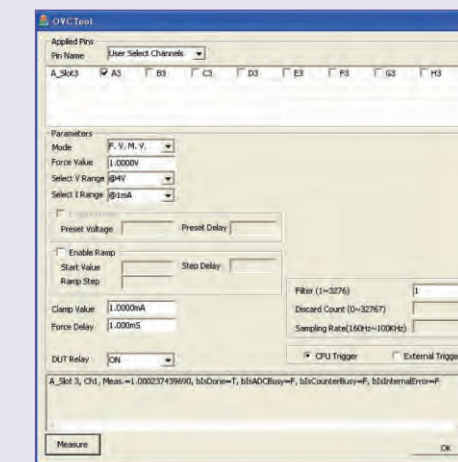 OVCTool
Applied Pins
Pin Name User Select Channels
A_Slot3 A3 B3 C3 D3 E3 F3 G3 H3
Parameters
Mode F. V. M. V.
Force Value 1.0000V
Select V Range @4V
Select I Range @1mA
Preset Voltage Preset Delay
Enable Ramp
Start Value Step Delay
Ramp Step
Filter (1~3276) 1
Clamp Value 1.0000mA
Discard Count (0~32767)
Force Delay 1.000mS
Sampling Rate(160Hz~100KHz)
DUT Relay ON
CPU Trigger External Trigger
A_Slot 3, Ch1, Meas.=1.000237439690, bIsDone=T, bIsADCBusy=F, bIsCounterBusy=F, bIsInternalError=F
Measure OK